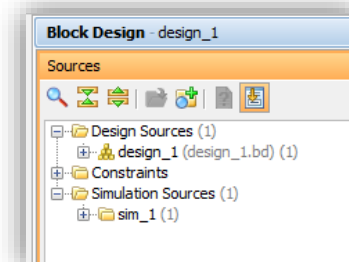 Block Design - design_1
Sources
Design Sources (1)
design_1 (design_1.bd) (1)
Constraints
Simulation Sources (1)
sim_1 (1)